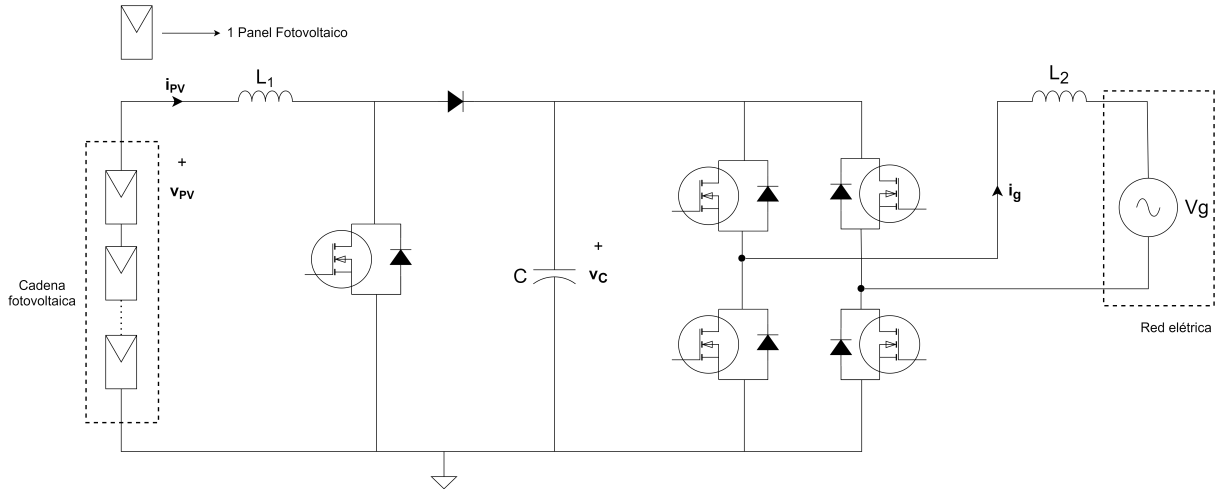 1 Panel Fotovoltaico
iPV
L1
L2
+
vPV
ig
Vg
+
C
vC
Cadena
fotovoltaica
Red elétrica